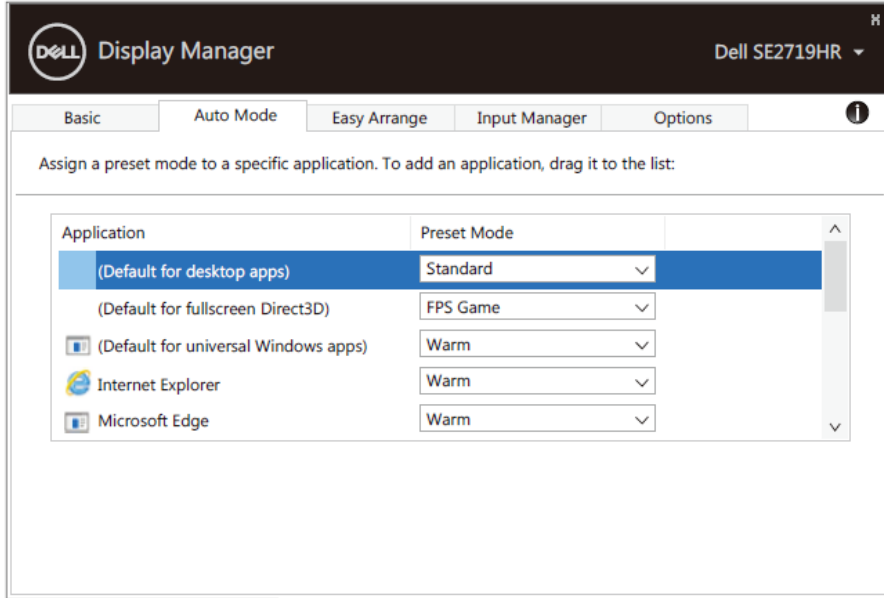 DELL Display Manager
Dell SE2719HR
Basic Auto Mode Easy Arrange Input Manager Options
Assign a preset mode to a specific application. To add an application, drag it to the list:
Application Preset Mode
(Default for desktop apps) Standard
(Default for fullscreen Direct3D) FPS Game
(Default for universal Windows apps) Warm
Internet Explorer Warm
Microsoft Edge Warm